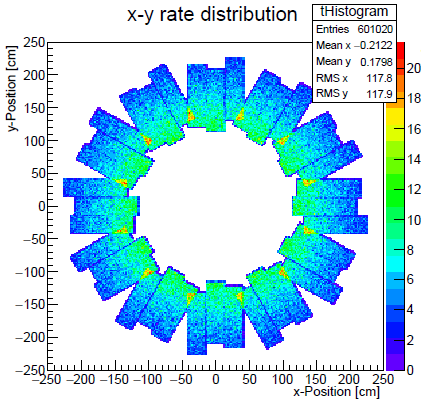 x-y rate distribution
tHistogram
Entries 601020
Mean x −0.2122
Mean y 0.1798
RMS x 117.8
RMS y 117.9
y-Position [cm]
250
200
150
100
50
0
−50
−100
−150
−200
−250
−250 −200 −150 −100 −50 0 50 100 150 200 250
x-Position [cm]
20
18
16
14
12
10
8
6
4
2
0